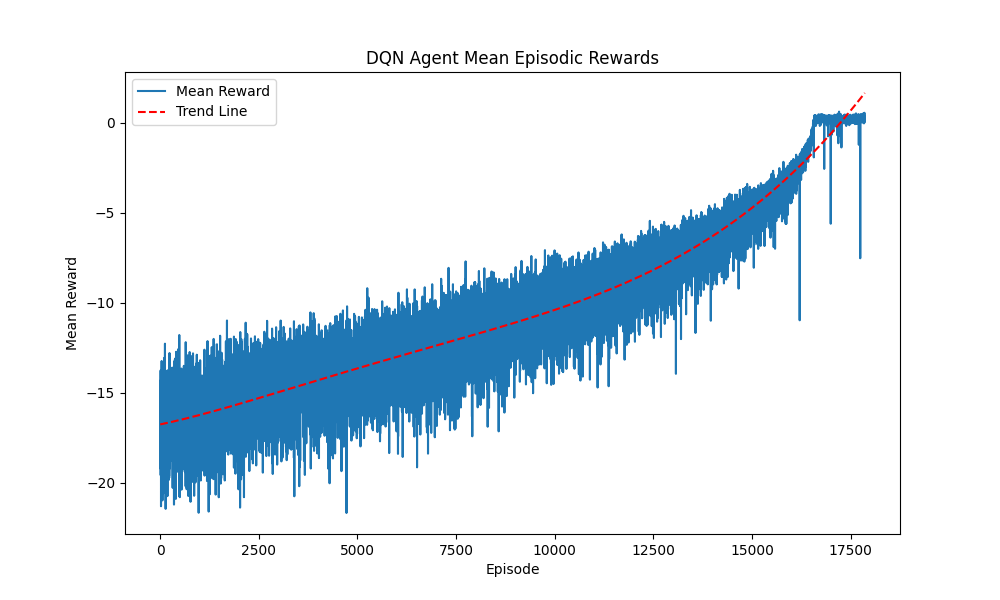 DQN Agent Mean Episodic Rewards
Mean Reward
Trend Line
Mean Reward
0
−5
−10
−15
−20
0
2500
5000
7500
10000
12500
15000
17500
Episode